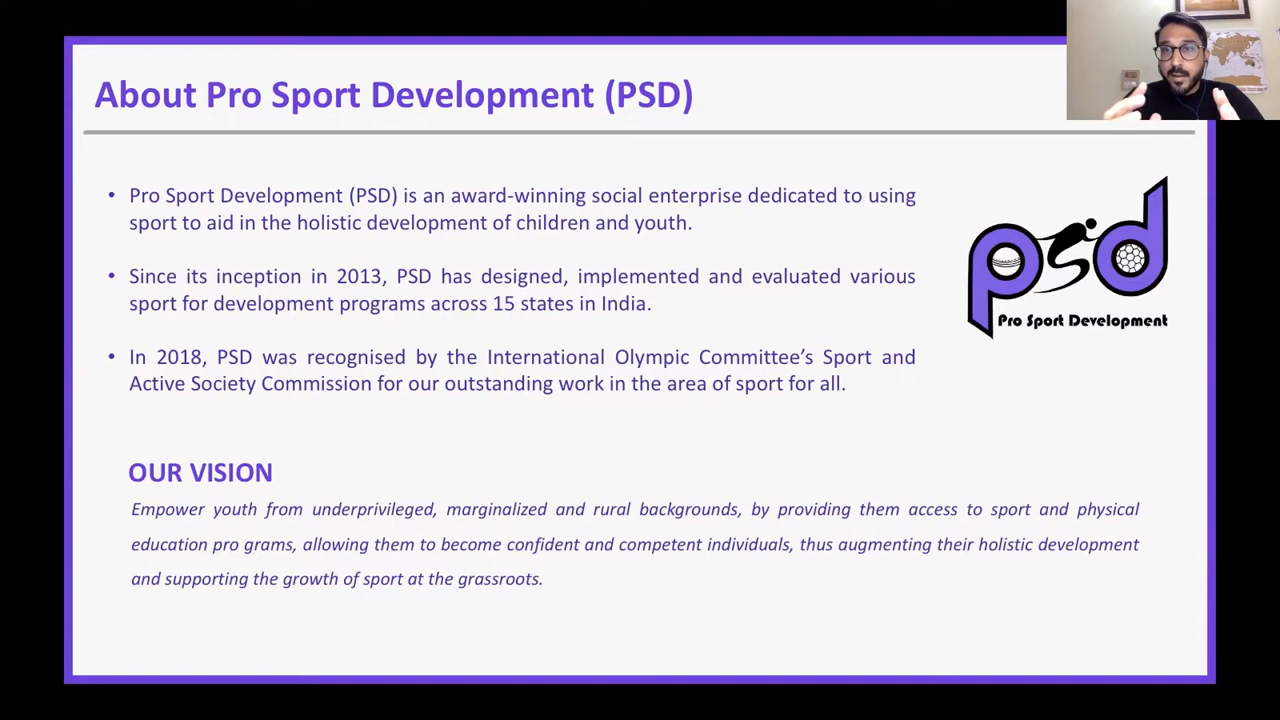 About Pro Sport Development (PSD)
• Pro Sport Development (PSD) is an award-winning social enterprise dedicated to using
sport to aid in the holistic development of children and youth.
• Since its inception in 2013, PSD has designed, implemented and evaluated various
sport for development programs across 15 states in India.
• In 2018, PSD was recognised by the International Olympic Committee’s Sport and
Active Society Commission for our outstanding work in the area of sport for all.
psd
Pro Sport Development
OUR VISION
Empower youth from underprivileged, marginalized and rural backgrounds, by providing them access to sport and physical
education pro grams, allowing them to become confident and competent individuals, thus augmenting their holistic development
and supporting the growth of sport at the grassroots.